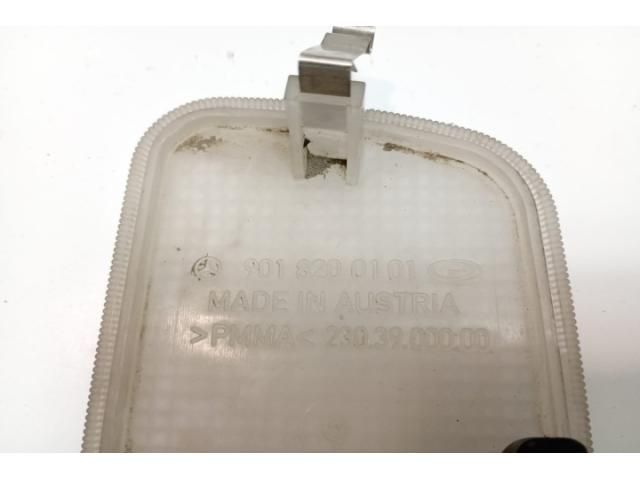 901 820 01 01
MADE IN AUSTRIA
>PMMA< 230.39.000.00